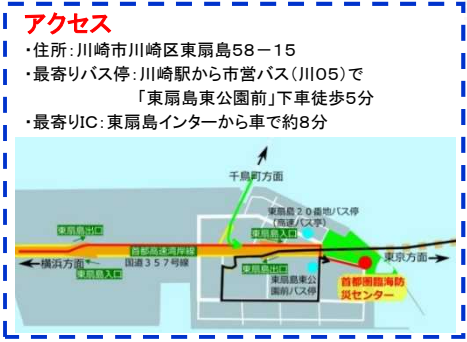 アクセス
・住所：川崎市川崎区東扇島５８－１５
・最寄りバス停：川崎駅から市営バス（川０５）で
「東扇島東公園前」下車徒歩５分
・最寄りIC：東扇島インターから車で約８分
千鳥町方面
東扇島２０番地バス停
(高速バス亭)
東扇島出口
東扇島入口
首都高速湾岸線
国道３５７号線
横浜方面
東扇島入口
東扇島出口
東京方面
東扇島東公
園前バス停
首都圏臨海防
災センター